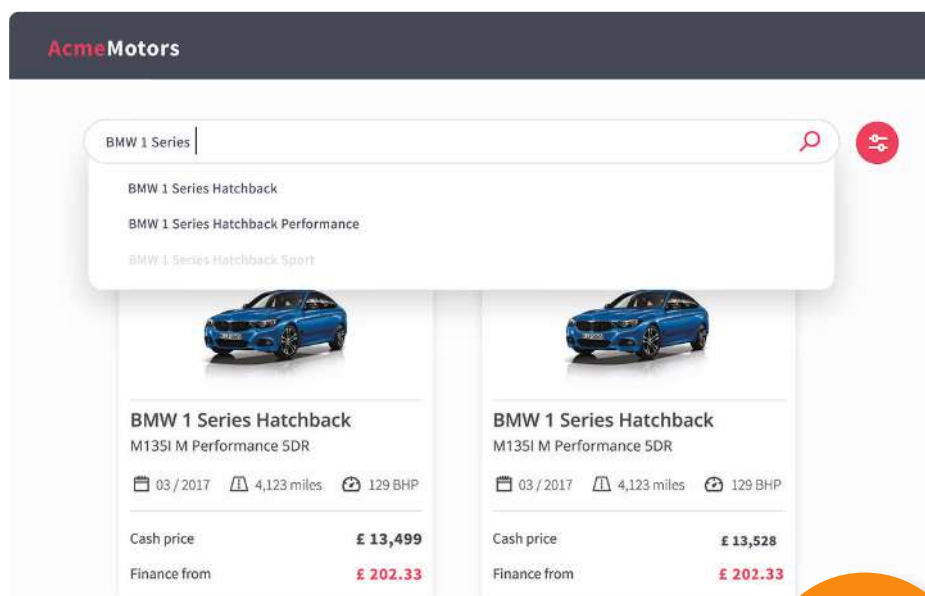 AcmeMotors
BMW 1 Series
BMW 1 Series Hatchback
BMW 1 Series Hatchback Performance
BMW 1 Series Hatchback Sport
BMW 1 Series Hatchback
M135I M Performance 5DR
03 / 2017 4,123 miles 129 BHP
Cash price £ 13,499
Finance from £ 202.33
BMW 1 Series Hatchback
M135I M Performance 5DR
03 / 2017 4,123 miles 129 BHP
Cash price £ 13,528
Finance from £ 202.33